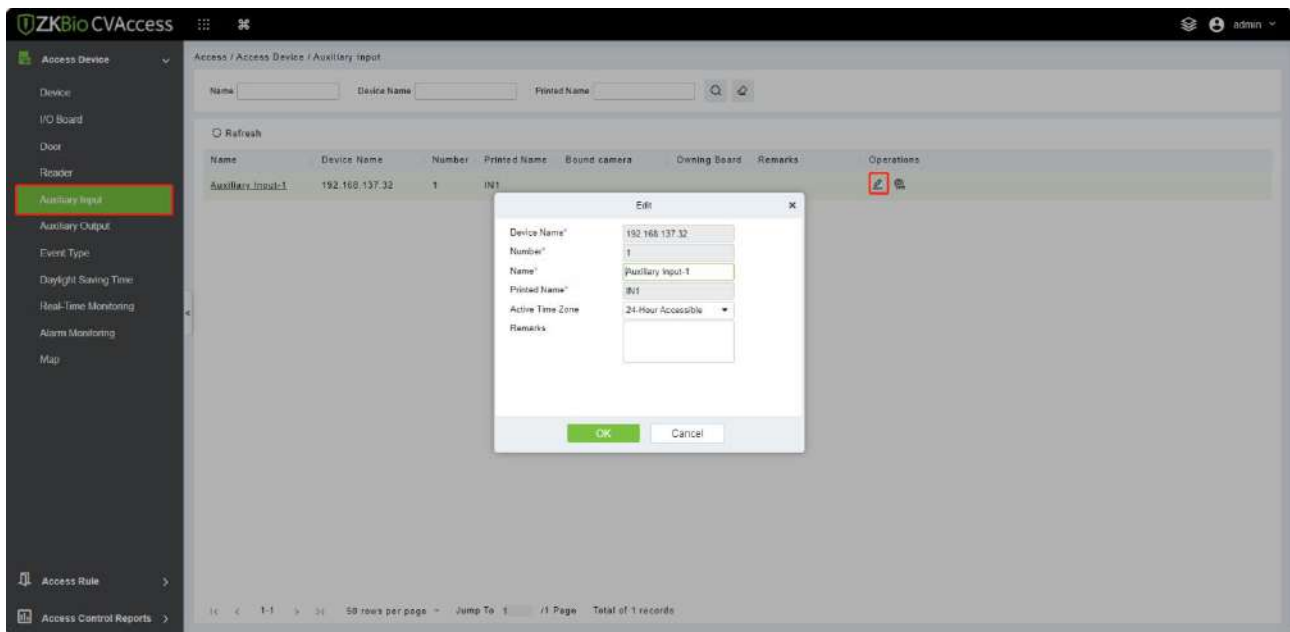 ZKBio CVAccess
admin
Access Device
Access / Access Device / Auxiliary Input
Device
Name
Device Name
Printed Name
I/O Board
Refresh
Door
Name Device Name Number Printed Name Bound camera Owning Board Remarks Operations
Reader
Auxiliary Input-1 192.168.137.32 1 IN1
Auxiliary Input
Auxiliary Output
Event Type
Daylight Saving Time
Real-Time Monitoring
Alarm Monitoring
Map
Edit
Device Name* 192.168.137.32
Number* 1
Name* Auxiliary Input-1
Printed Name* IN1
Active Time Zone 24-Hour Accessible
Remarks
OK Cancel
Access Rule
Access Control Reports
1-1 50 rows per page Jump To 1 /1 Page Total of 1 records